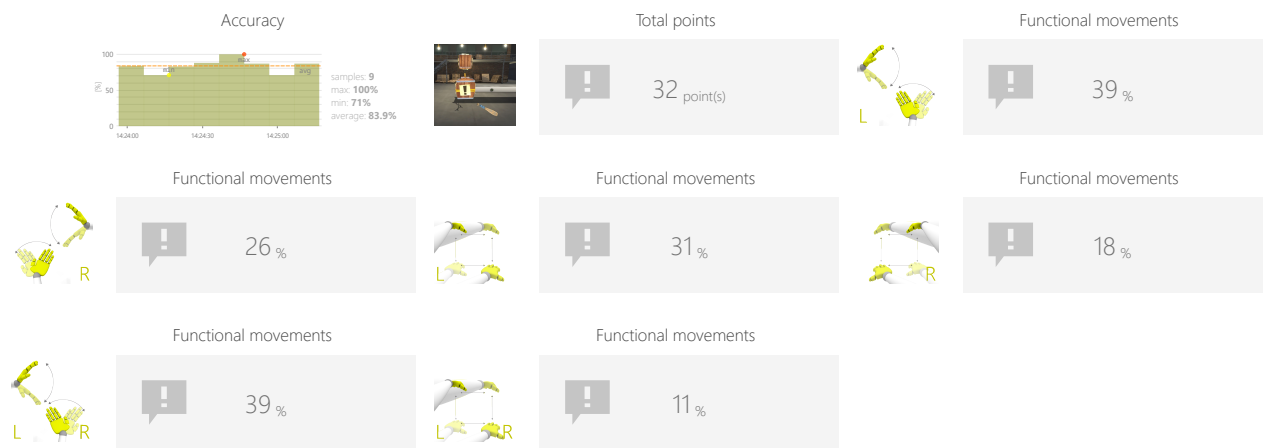 Accuracy
Total points
Functional movements
100
50
0
[%]
min
max
avg
14:24:00
14:24:30
14:25:00
samples: 9
max: 100%
min: 71%
average: 83.9%
32 point(s)
L
39 %
Functional movements
Functional movements
Functional movements
R
26 %
L
31 %
R
18 %
Functional movements
Functional movements
L R
39 %
L R
11 %